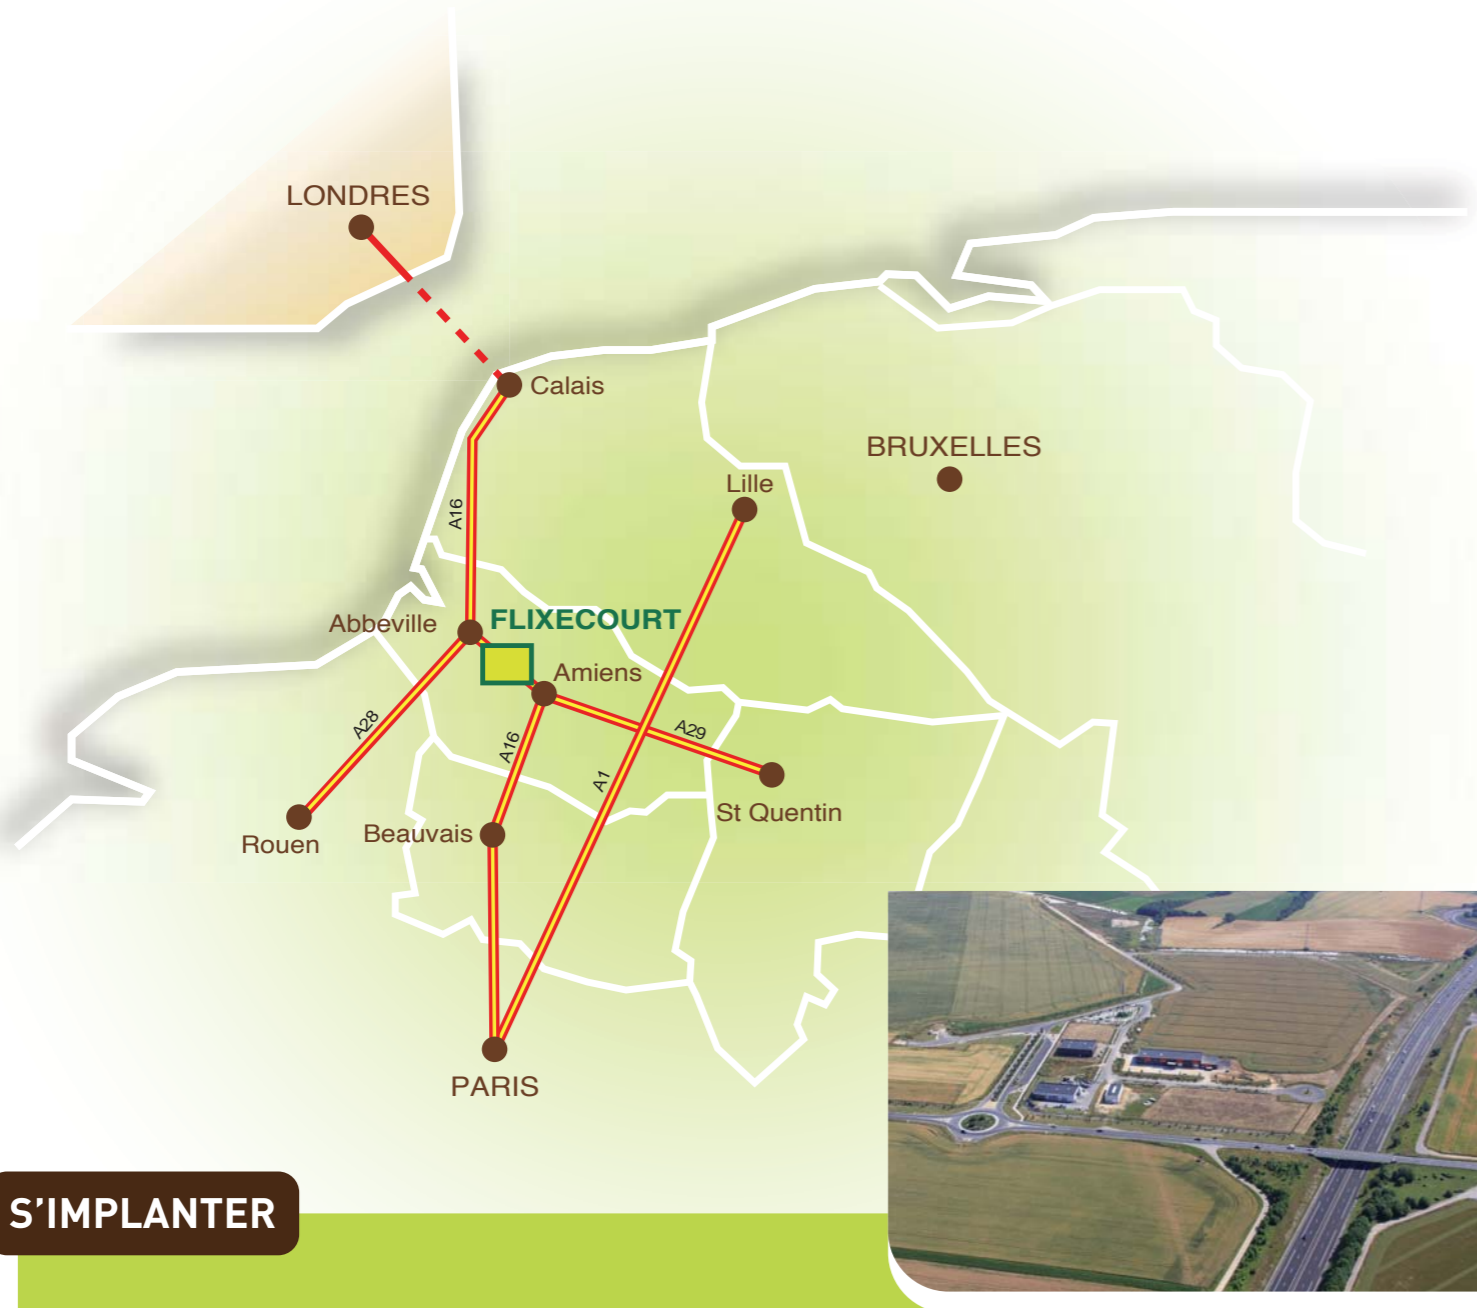 LONDRES
Calais
BRUXELLES
Lille
A16
FLIXECOURT
Abbeville
Amiens
A28
A29
A16
A1
St Quentin
Beauvais
Rouen
PARIS
S'IMPLANTER